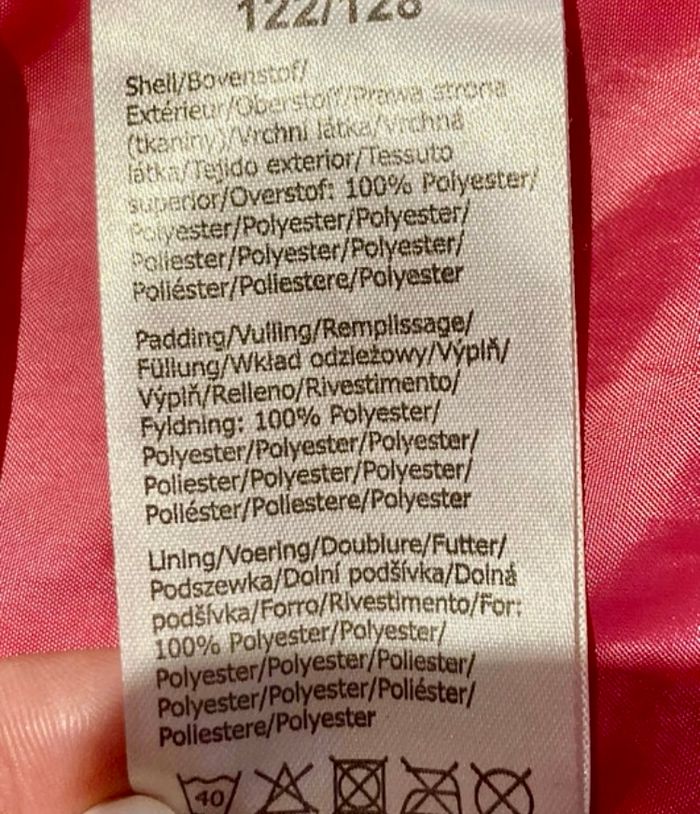 122/128
Shell/Bovenstof/
Extérieur/Oberstoff/Prawa strona
(tkaniny)/Vrchní látka/Vrchná
látka/Tejido exterior/Tessuto
superior/Overstof: 100% Polyester/
Polyester/Polyester/Polyester/
Poliester/Polyester/Polyester/
Poliéster/Poliestere/Polyester
Padding/Vulling/Remplissage/
Füllung/Wkład odzieżowy/Výplň/
Výplň/Relleno/Rivestimento/
Fyldning: 100% Polyester/
Polyester/Polyester/Polyester/
Poliester/Polyester/Polyester/
Poliéster/Poliestere/Polyester
Lining/Voering/Doublure/Futter/
Podszewka/Dolní podšívka/Dolná
podšívka/Forro/Rivestimento/For:
100% Polyester/Polyester/
Polyester/Polyester/Poliester/
Polyester/Polyester/Poliéster/
Poliestere/Polyester
40